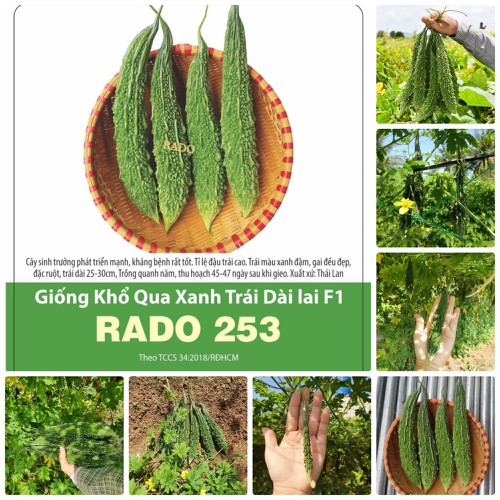 RADO
Cây sinh trưởng phát triển mạnh, kháng bệnh rất tốt. Tỉ lệ đậu trái cao. Trái màu xanh đậm, gai đều đẹp,
đặc ruột, trái dài 25-30cm, Trồng quanh năm, thu hoạch 45-47 ngày sau khi gieo. Xuất xứ: Thái Lan
Giống Khổ Qua Xanh Trái Dài lai F1
RADO 253
Theo TCCS 34:2018/RĐHCM